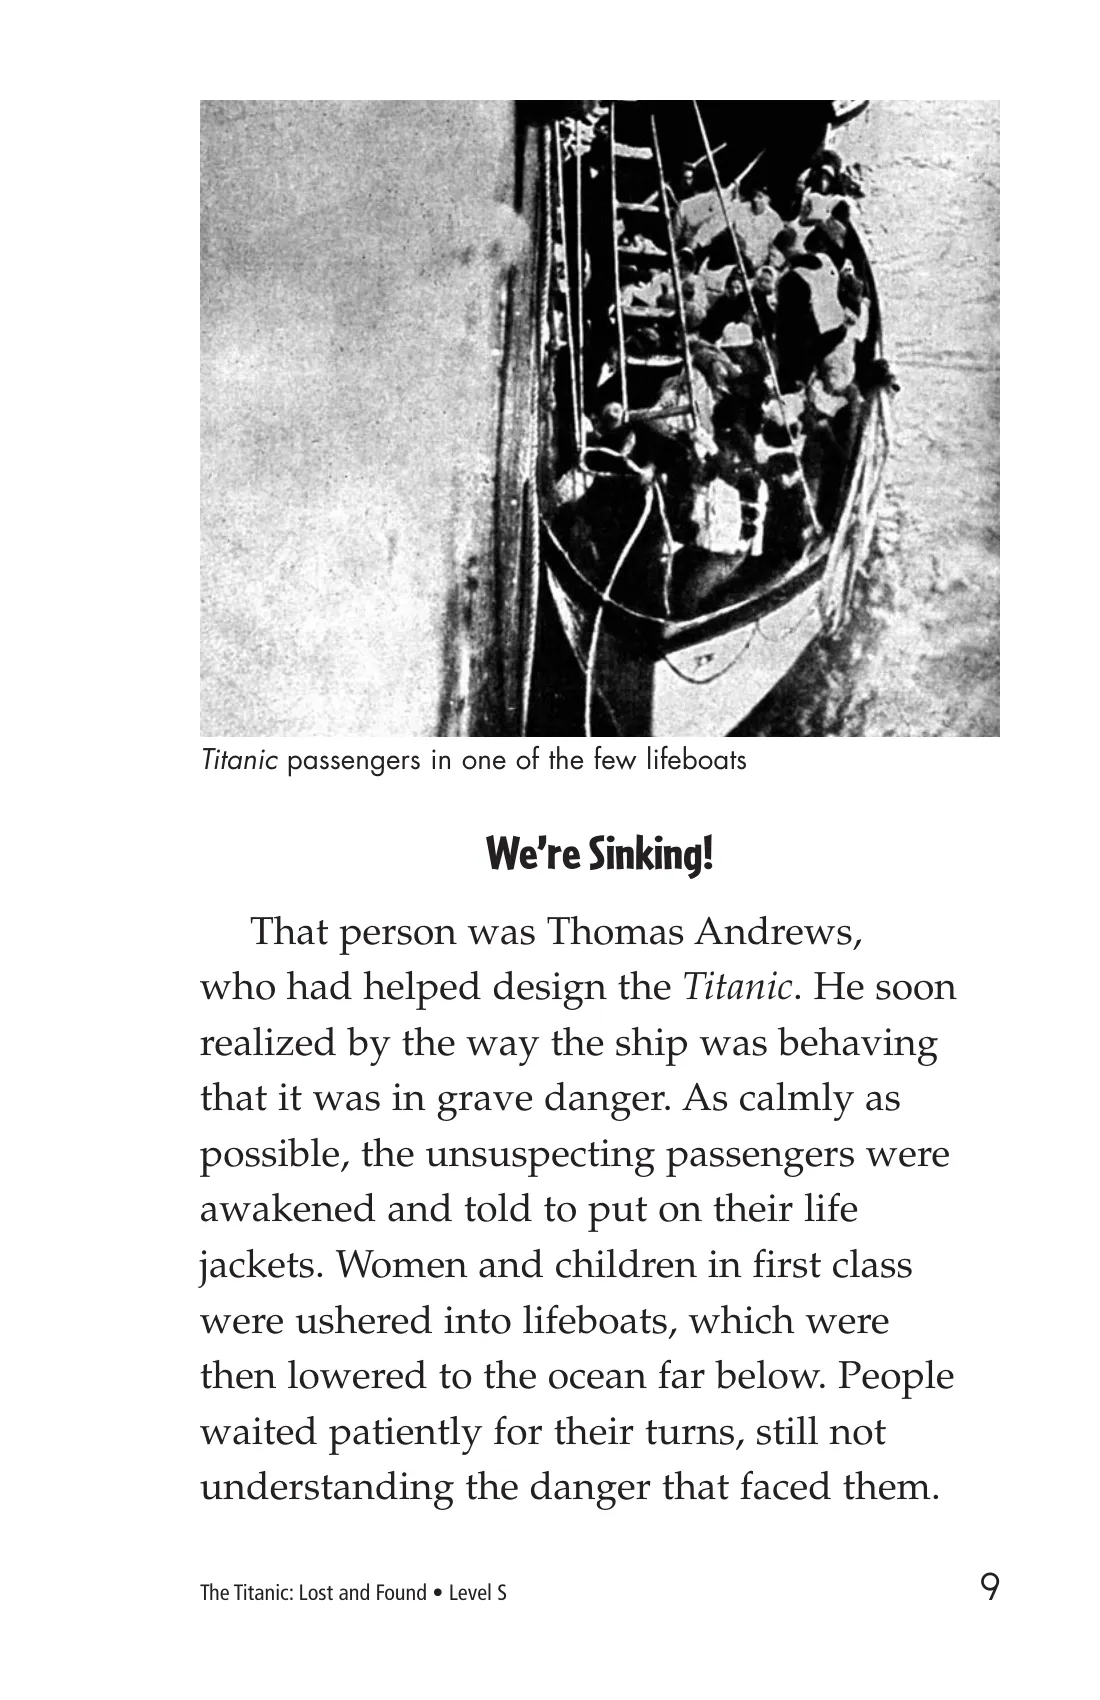 Titanic passengers in one of the few lifeboats
We're Sinking!
That person was Thomas Andrews,
who had helped design the Titanic. He soon
realized by the way the ship was behaving
that it was in grave danger. As calmly as
possible, the unsuspecting passengers were
awakened and told to put on their life
jackets. Women and children in first class
were ushered into lifeboats, which were
then lowered to the ocean far below. People
waited patiently for their turns, still not
understanding the danger that faced them.
The Titanic: Lost and Found • Level S
9